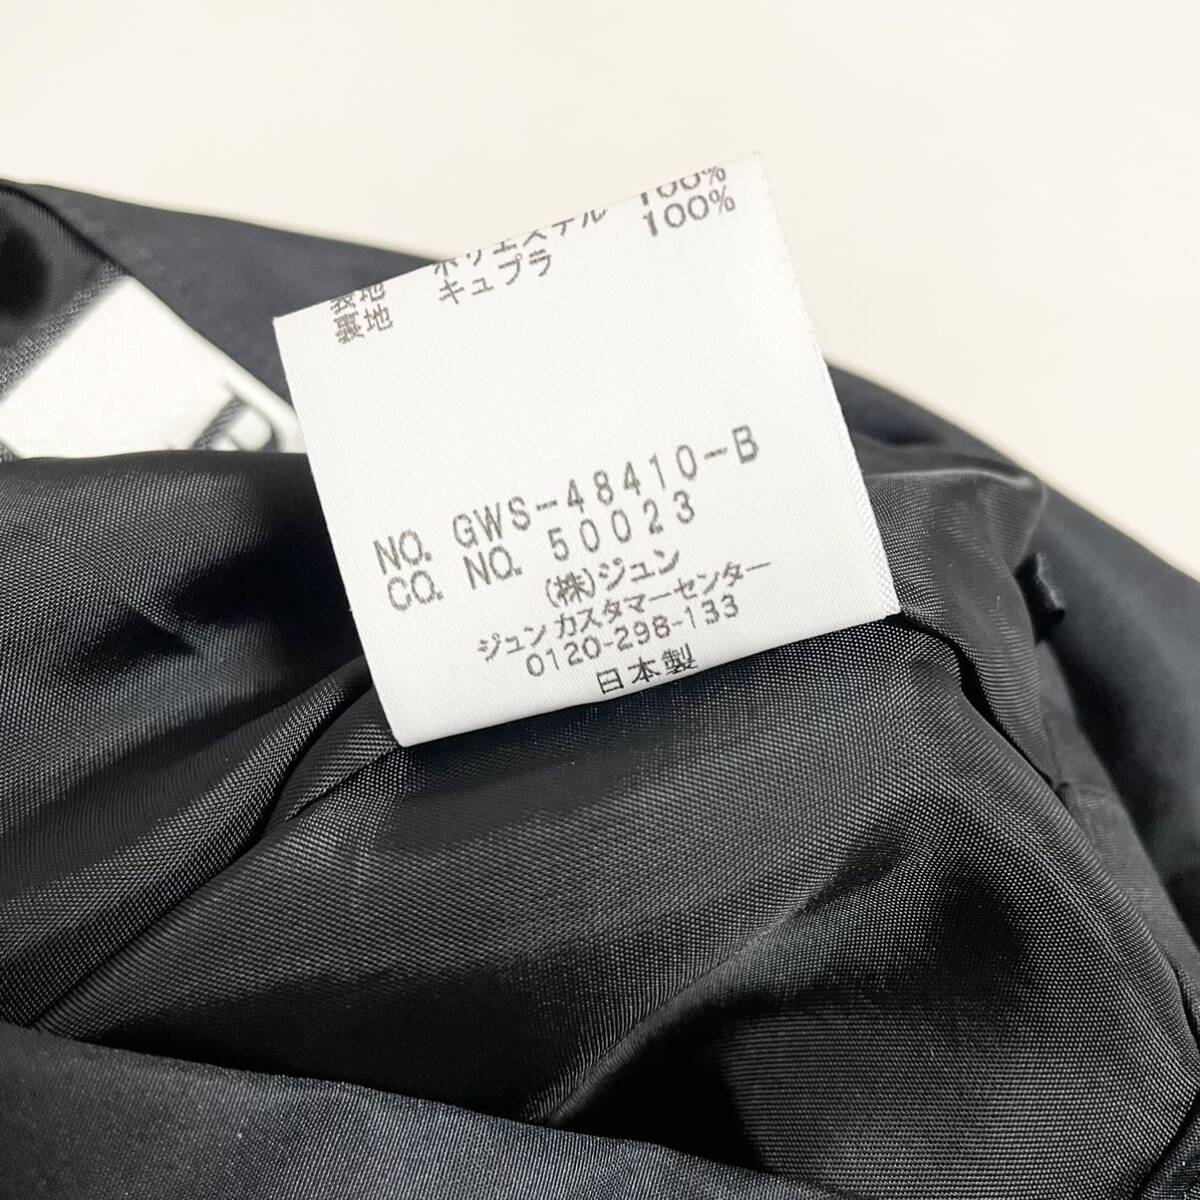 表地 ポリエステル 100%
裏地 キュプラ 100%
NO. GWS-48410-B
CO. NO. 50023
(株)ジュン
ジュンカスタマーセンター
0120-298-133
日本製